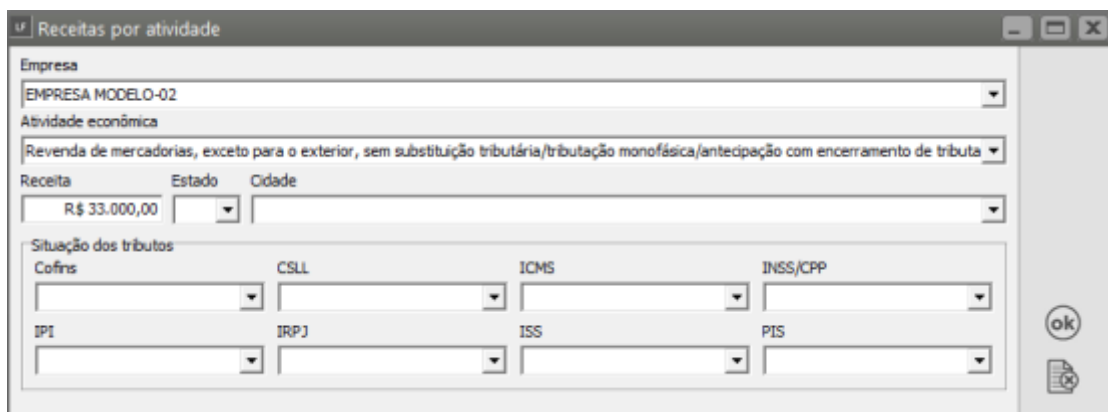 LF Receitas por atividade
Empresa
EMPRESA MODELO-02
Atividade econômica
Revenda de mercadorias, exceto para o exterior, sem substituição tributária/tributação monofásica/antecipação com encerramento de tributa
Receita Estado Cidade
R$ 33.000,00
Situação dos tributos
Cofins CSLL ICMS INSS/CPP
IPI IRPJ ISS PIS
ok